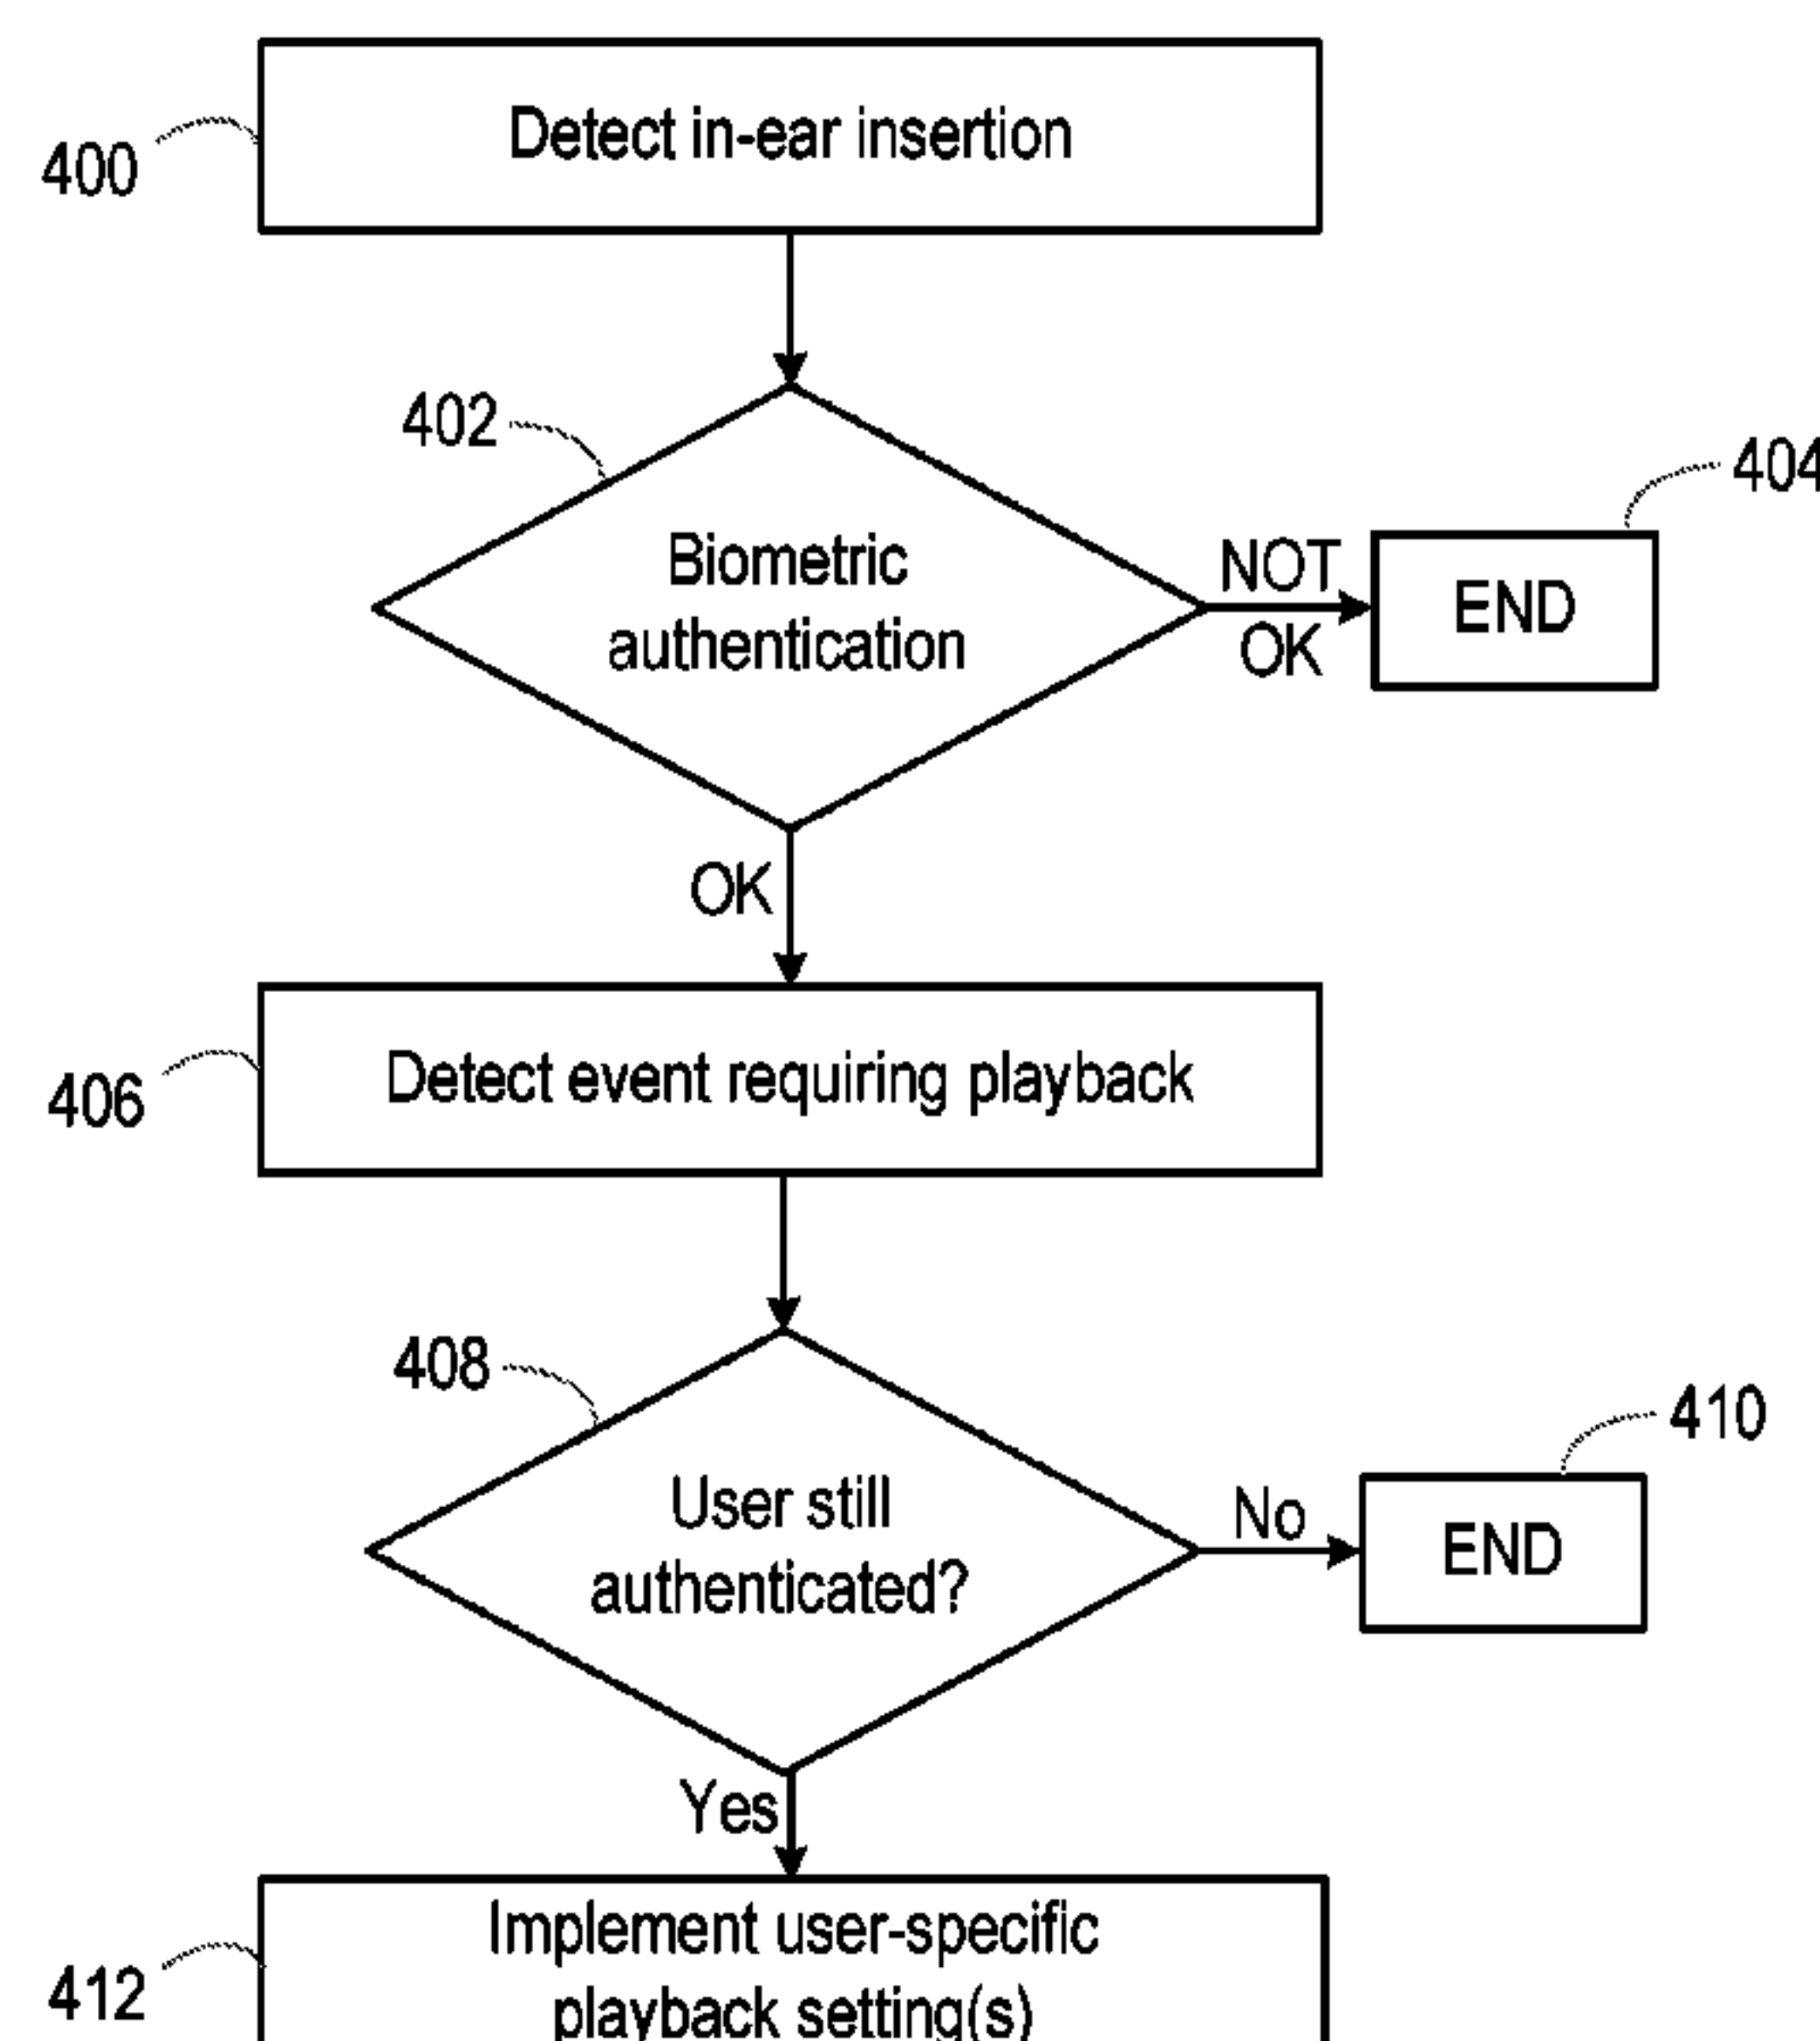 400
Detect in-ear insertion
402
404
Biometric
authentication
NOT
OK
END
OK
406
Detect event requiring playback
408
410
User still
authenticated?
No
END
Yes
412
Implement user-specific
playback setting(s)